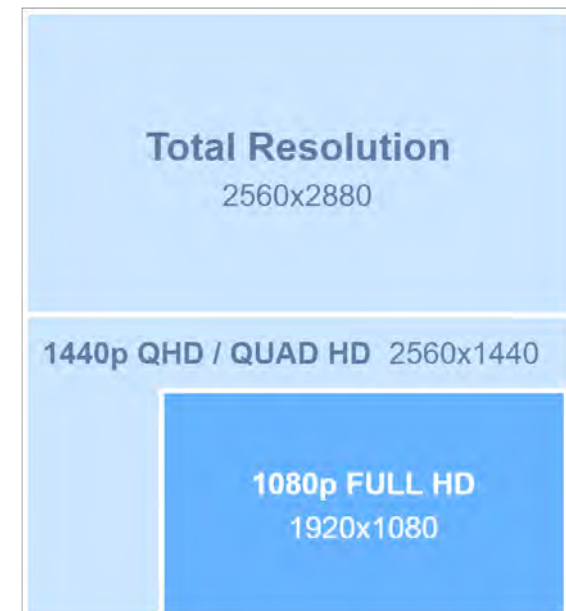 Total Resolution
2560x2880
1440p QHD / QUAD HD 2560x1440
1080p FULL HD
1920x1080